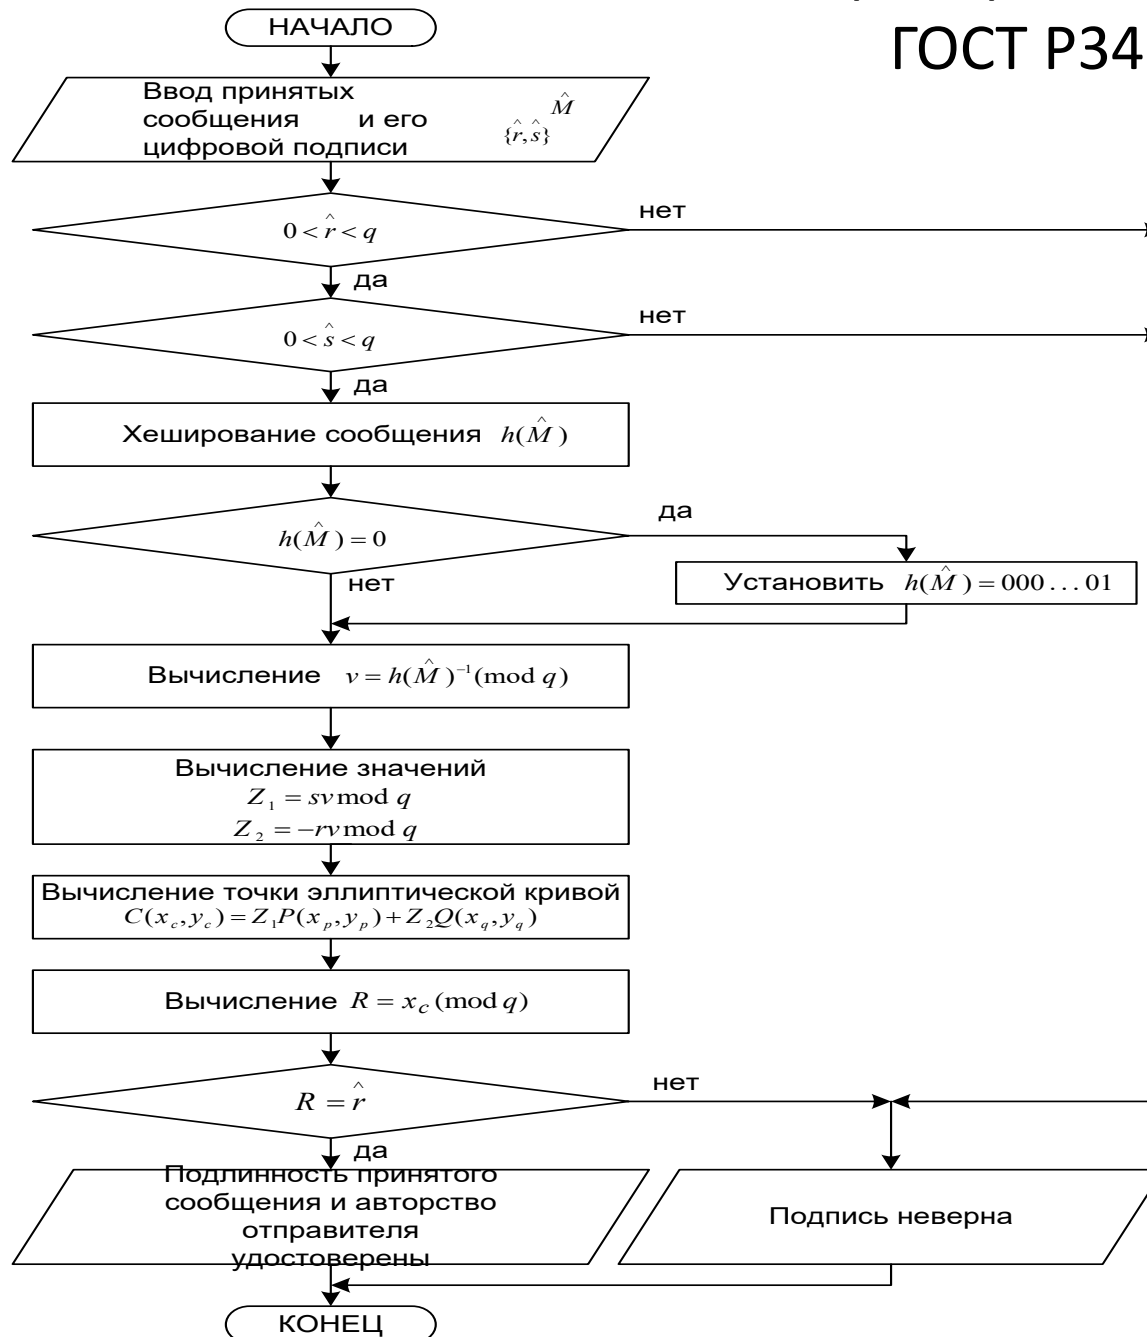 ГОСТ Р34
НАЧАЛО
Ввод принятых
сообщения и его M̂
цифровой подписи {r̂,ŝ}
0 < r̂ < q
нет
да
0 < ŝ < q
нет
да
Хеширование сообщения h(M̂)
h(M̂) = 0
да
нет
Установить h(M̂) = 000 ... 01
Вычисление v = h(M̂)⁻¹(mod q)
Вычисление значений
Z₁ = sv mod q
Z₂ = −rv mod q
Вычисление точки эллиптической кривой
C(x_c, y_c) = Z₁P(x_p, y_p) + Z₂Q(x_q, y_q)
Вычисление R = x_c (mod q)
R = r̂
нет
да
Подлинность принятого
сообщения и авторство
отправителя
удостоверены
Подпись неверна
КОНЕЦ